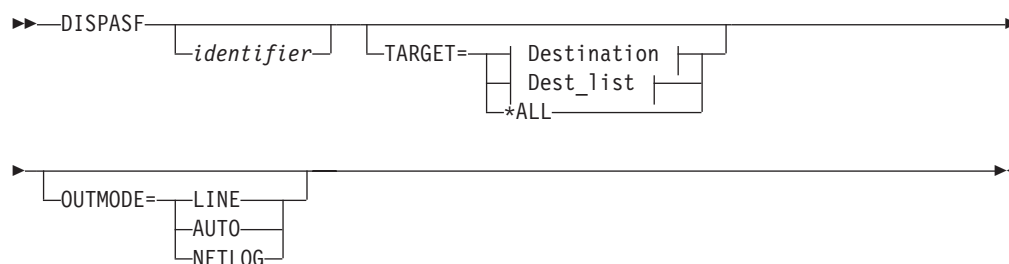 DISPASF
identifier
TARGET=
Destination
Dest_list
*ALL
OUTMODE=
LINE
AUTO
NETLOG